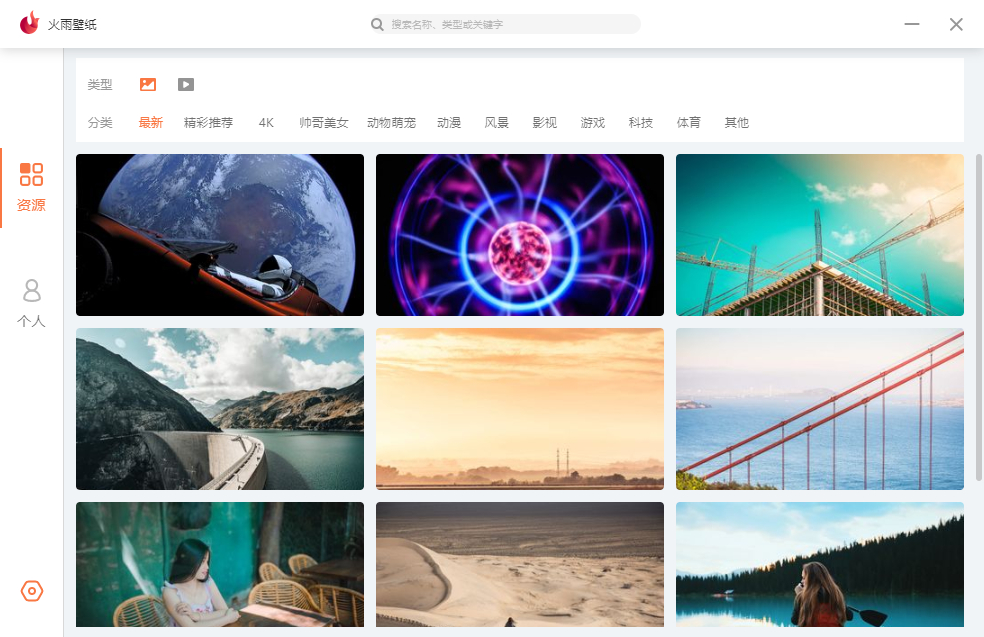 火雨壁纸
搜索名称、类型或关键字
类型
分类 最新 精彩推荐 4K 帅哥美女 动物萌宠 动漫 风景 影视 游戏 科技 体育 其他
资源
个人